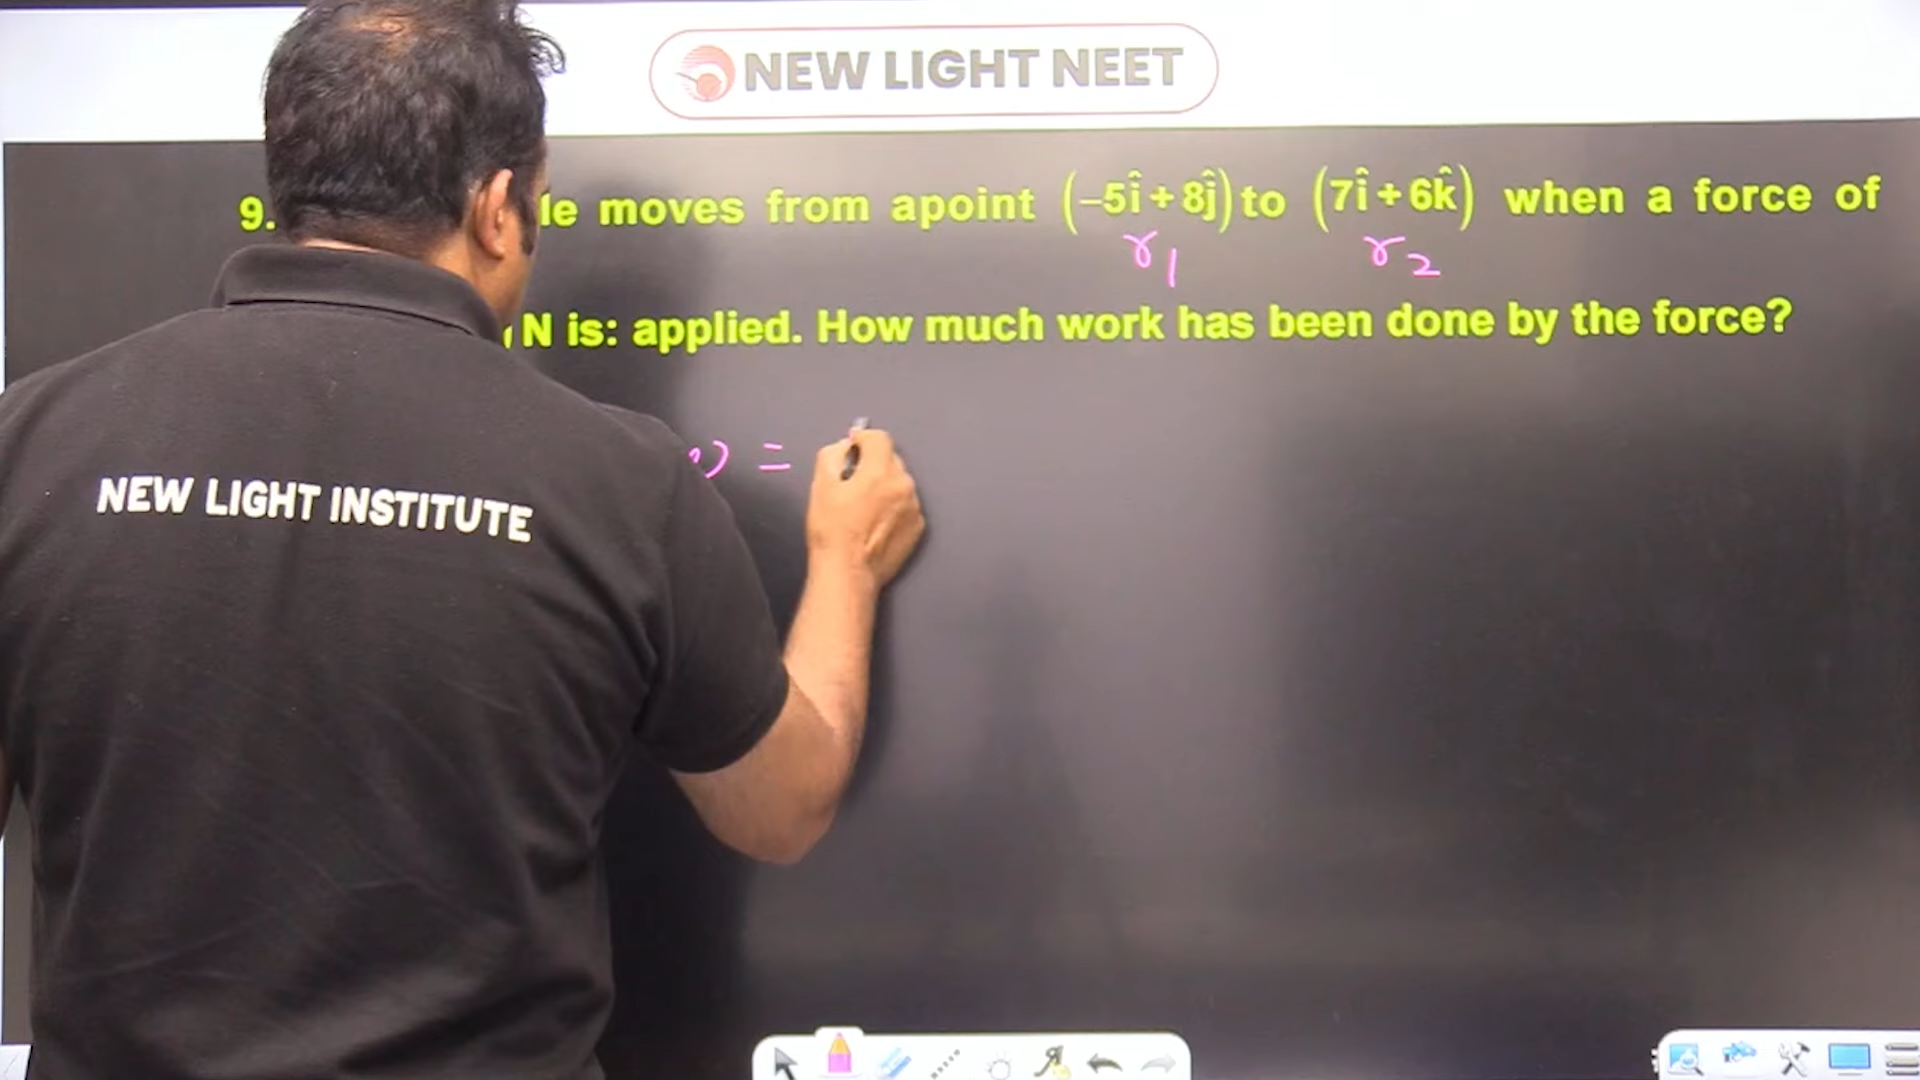 NEW LIGHT NEET
9. le moves from apoint (−5î + 8ĵ) to (7î + 6k̂) when a force of
r1 r2
N is: applied. How much work has been done by the force?
=
NEW LIGHT INSTITUTE